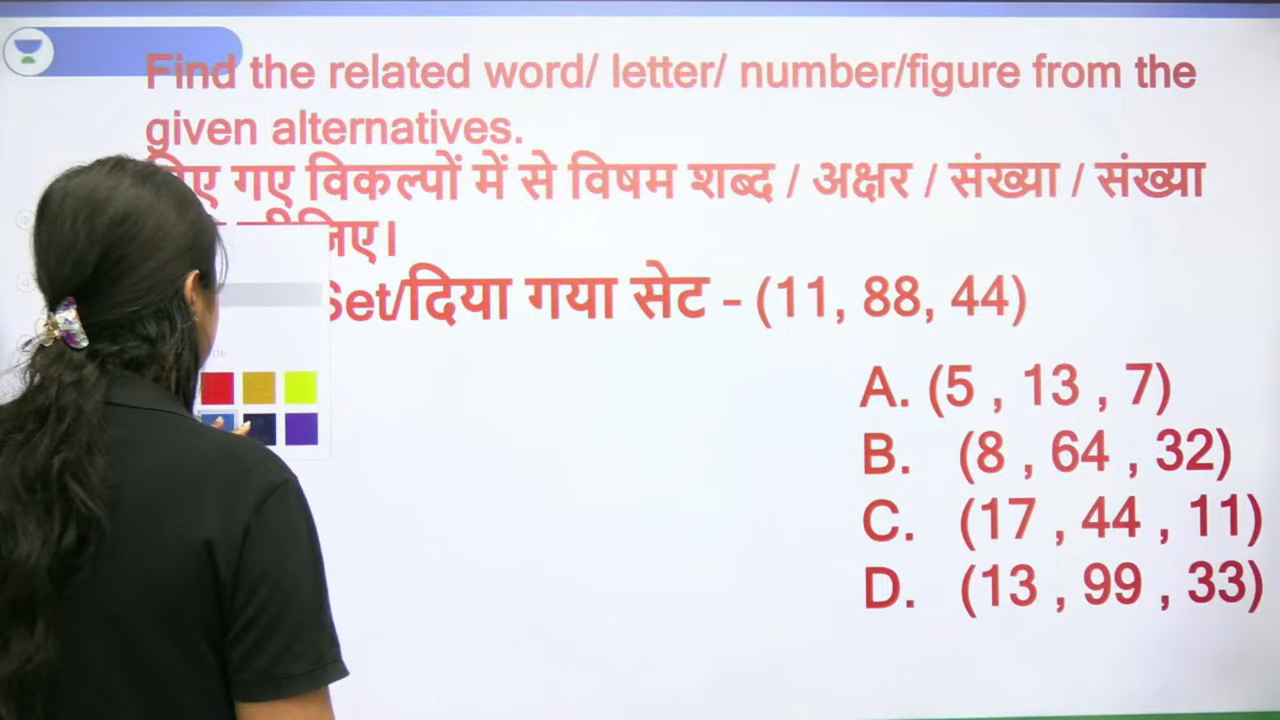 Find the related word/ letter/ number/figure from the
given alternatives.
गए विकल्पों में से विषम शब्द / अक्षर / संख्या / संख्या
Set/दिया गया सेट – (11, 88, 44)
A. (5 , 13 , 7)
B. (8 , 64 , 32)
C. (17 , 44 , 11)
D. (13 , 99 , 33)